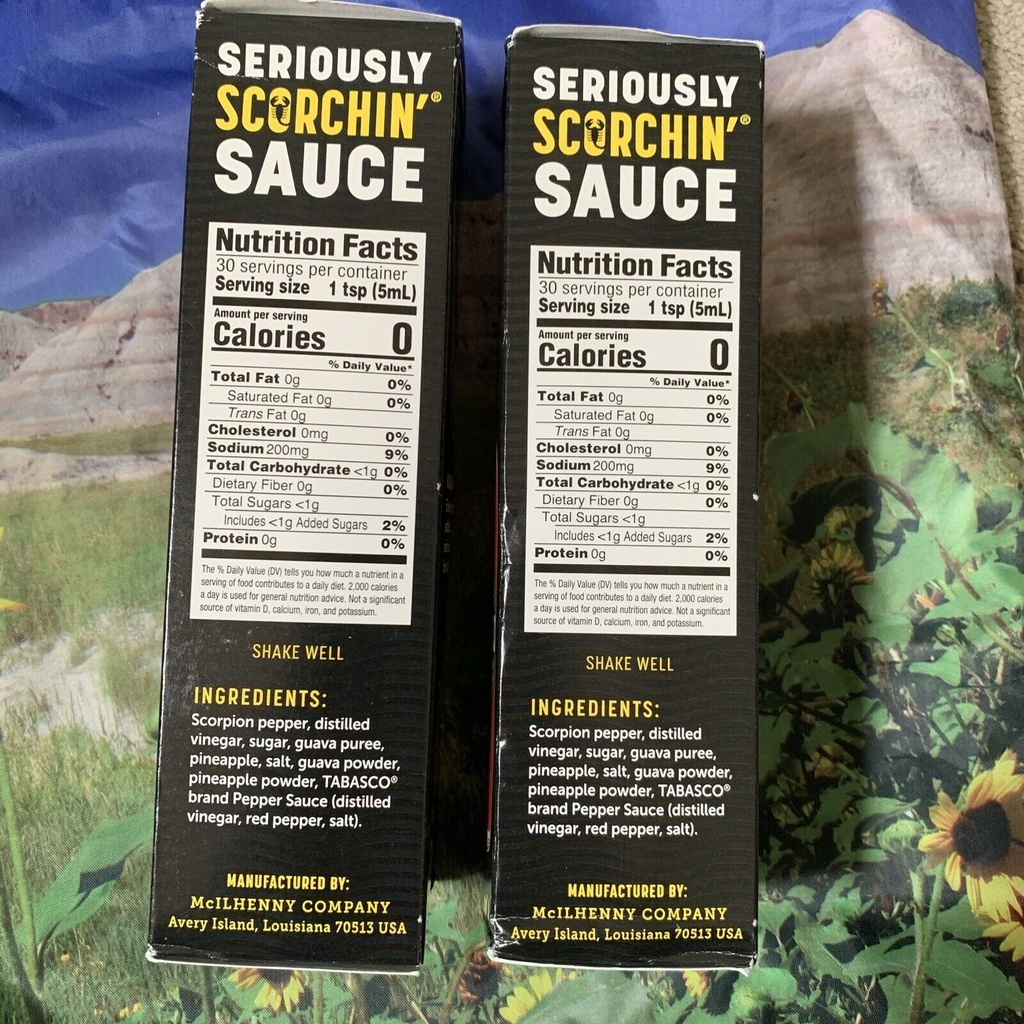 SERIOUSLY
SCORCHIN'®
SAUCE
Nutrition Facts
30 servings per container
Serving size 1 tsp (5mL)
Amount per serving
Calories 0
% Daily Value*
Total Fat 0g 0%
Saturated Fat 0g 0%
Trans Fat 0g
Cholesterol 0mg 0%
Sodium 200mg 9%
Total Carbohydrate <1g 0%
Dietary Fiber 0g 0%
Total Sugars <1g
Includes <1g Added Sugars 2%
Protein 0g 0%
The % Daily Value (DV) tells you how much a nutrient in a
serving of food contributes to a daily diet. 2,000 calories
a day is used for general nutrition advice. Not a significant
source of vitamin D, calcium, iron, and potassium.
SHAKE WELL
INGREDIENTS:
Scorpion pepper, distilled
vinegar, sugar, guava puree,
pineapple, salt, guava powder,
pineapple powder, TABASCO®
brand Pepper Sauce (distilled
vinegar, red pepper, salt).
MANUFACTURED BY:
McILHENNY COMPANY
Avery Island, Louisiana 70513 USA
SERIOUSLY
SCORCHIN'®
SAUCE
Nutrition Facts
30 servings per container
Serving size 1 tsp (5mL)
Amount per serving
Calories 0
% Daily Value*
Total Fat 0g 0%
Saturated Fat 0g 0%
Trans Fat 0g
Cholesterol 0mg 0%
Sodium 200mg 9%
Total Carbohydrate <1g 0%
Dietary Fiber 0g 0%
Total Sugars <1g
Includes <1g Added Sugars 2%
Protein 0g 0%
The % Daily Value (DV) tells you how much a nutrient in a
serving of food contributes to a daily diet. 2,000 calories
a day is used for general nutrition advice. Not a significant
source of vitamin D, calcium, iron, and potassium.
SHAKE WELL
INGREDIENTS:
Scorpion pepper, distilled
vinegar, sugar, guava puree,
pineapple, salt, guava powder,
pineapple powder, TABASCO®
brand Pepper Sauce (distilled
vinegar, red pepper, salt).
MANUFACTURED BY:
McILHENNY COMPANY
Avery Island, Louisiana 70513 USA